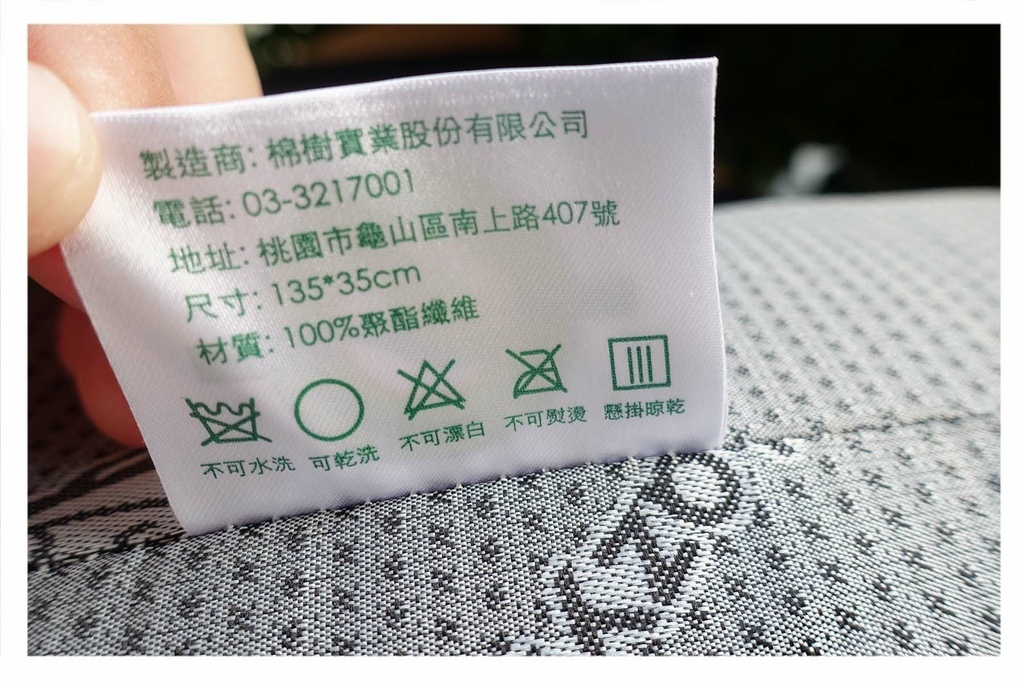 製造商: 棉樹實業股份有限公司
電話: 03-3217001
地址: 桃園市龜山區南上路407號
尺寸: 135*35cm
材質: 100%聚酯纖維
不可水洗 可乾洗 不可漂白 不可熨燙 懸掛晾乾